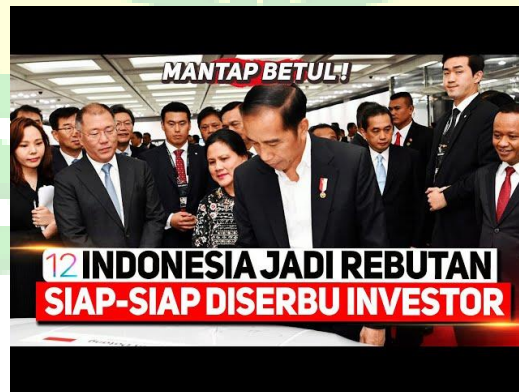 MANTAP BETUL!
12 INDONESIA JADI REBUTAN
SIAP-SIAP DISERBU INVESTOR